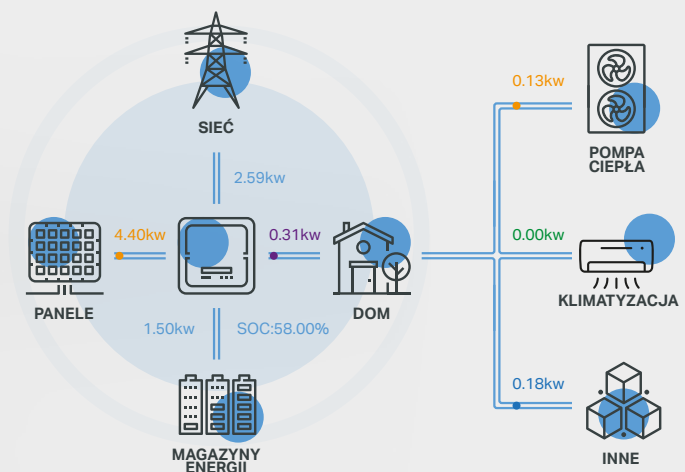 SIEĆ
2.59kw
4.40kw
PANELE
0.31kw
DOM
1.50kw
SOC:58.00%
MAGAZYNY
ENERGII
0.13kw
POMPA
CIEPŁA
0.00kw
KLIMATYZACJA
0.18kw
INNE